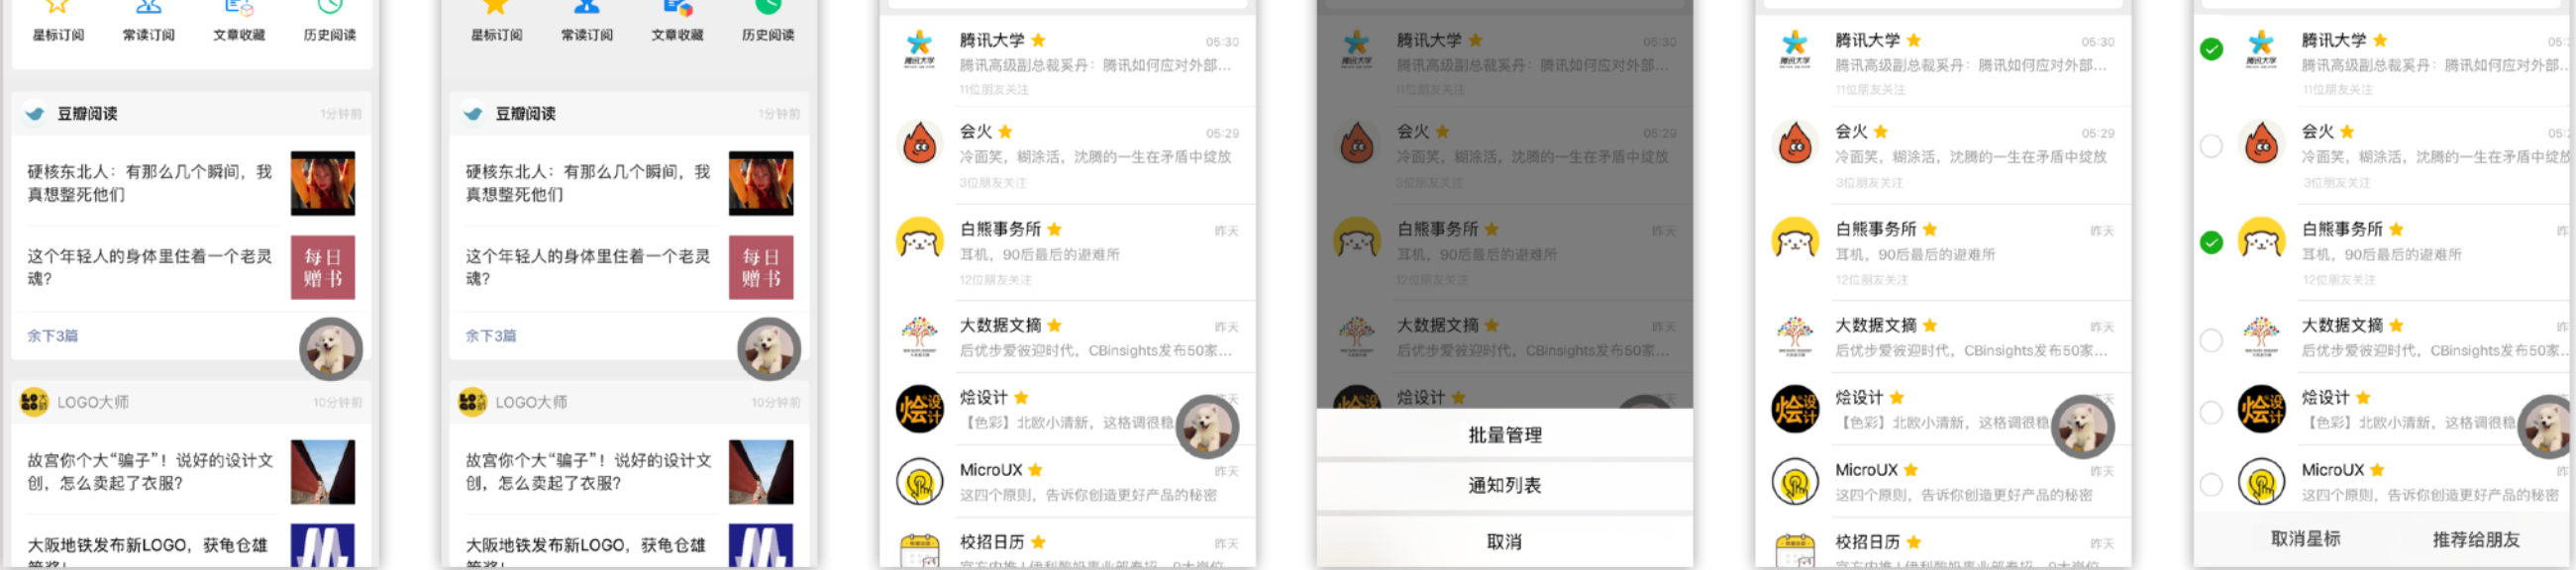 星标订阅 常读订阅 文章收藏 历史阅读
豆瓣阅读 1分钟前
硬核东北人：有那么几个瞬间，我
真想整死他们
这个年轻人的身体里住着一个老灵
魂？
每日
赠书
余下3篇
LOGO大师 10分钟前
故宫你个大“骗子”！说好的设计文
创，怎么卖起了衣服？
大阪地铁发布新LOGO，获龟仓雄
星标订阅 常读订阅 文章收藏 历史阅读
豆瓣阅读 1分钟前
硬核东北人：有那么几个瞬间，我
真想整死他们
这个年轻人的身体里住着一个老灵
魂？
每日
赠书
余下3篇
LOGO大师 10分钟前
故宫你个大“骗子”！说好的设计文
创，怎么卖起了衣服？
大阪地铁发布新LOGO，获龟仓雄
腾讯大学 05:30
腾讯高级副总裁奚丹：腾讯如何应对外部...
11位朋友关注
会火 05:29
冷面笑，糊涂活，沈腾的一生在矛盾中绽放
3位朋友关注
白熊事务所 昨天
耳机，90后最后的避难所
12位朋友关注
大数据文摘 昨天
后优步爱彼迎时代，CBinsights发布50家...
烩设计 昨天
【色彩】北欧小清新，这格调很稳
MicroUX 昨天
这四个原则，告诉你创造更好产品的秘密
校招日历 昨天
腾讯大学 05:30
腾讯高级副总裁奚丹：腾讯如何应对外部...
11位朋友关注
会火 05:29
冷面笑，糊涂活，沈腾的一生在矛盾中绽放
3位朋友关注
白熊事务所 昨天
耳机，90后最后的避难所
12位朋友关注
大数据文摘 昨天
后优步爱彼迎时代，CBinsights发布50家...
烩设计
批量管理
通知列表
取消
腾讯大学 05:30
腾讯高级副总裁奚丹：腾讯如何应对外部...
11位朋友关注
会火 05:29
冷面笑，糊涂活，沈腾的一生在矛盾中绽放
3位朋友关注
白熊事务所 昨天
耳机，90后最后的避难所
12位朋友关注
大数据文摘 昨天
后优步爱彼迎时代，CBinsights发布50家...
烩设计 昨天
【色彩】北欧小清新，这格调很稳
MicroUX 昨天
这四个原则，告诉你创造更好产品的秘密
校招日历 昨天
腾讯大学
腾讯高级副总裁奚丹：腾讯如何应对外部...
11位朋友关注
会火
冷面笑，糊涂活，沈腾的一生在矛盾中绽放
3位朋友关注
白熊事务所
耳机，90后最后的避难所
12位朋友关注
大数据文摘
后优步爱彼迎时代，CBinsights发布50家...
烩设计
【色彩】北欧小清新，这格调很稳
MicroUX
这四个原则，告诉你创造更好产品的秘密
取消星标 推荐给朋友